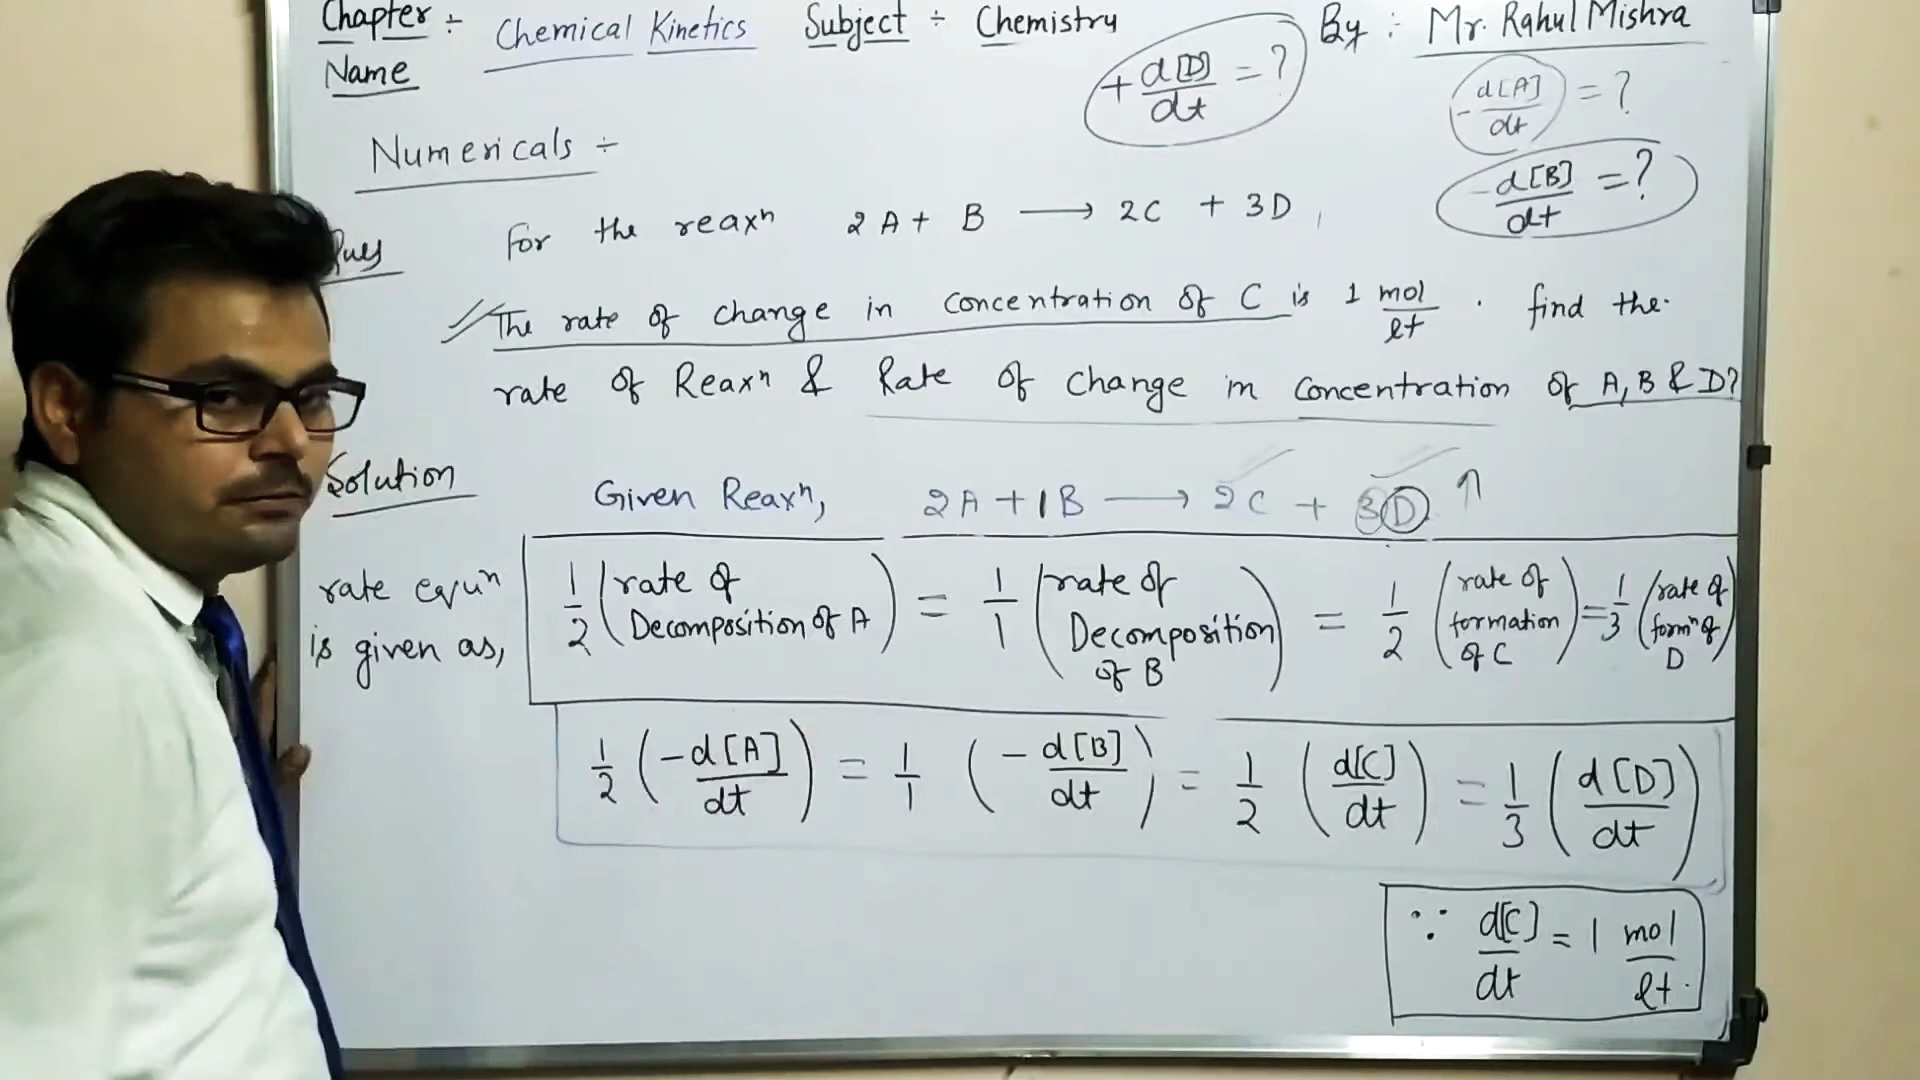 Chapter ÷ Chemical Kinetics Subject ÷ Chemistry By : Mr. Rahul Mishra
Name
+ d[D]/dt = ?
- d[A]/dt = ?
Numericals ÷
- d[B]/dt = ?
Ques For the reaxⁿ 2A + B ⟶ 2C + 3D,
The rate of change in Concentration of C is 1 mol/lt . find the
rate of Reaxⁿ & Rate of Change in Concentration of A, B & D?
Solution Given Reaxⁿ, 2A + 1B ⟶ 2C + 3D ↑
rate equⁿ is given as, 1/2 (rate of Decomposition of A) = 1/1 (rate of Decomposition of B) = 1/2 (rate of formation of C) = 1/3 (rate of formⁿ of D)
1/2 (-d[A]/dt) = 1/1 (-d[B]/dt) = 1/2 (d[C]/dt) = 1/3 (d[D]/dt)
∵ d[C]/dt = 1 mol/lt.